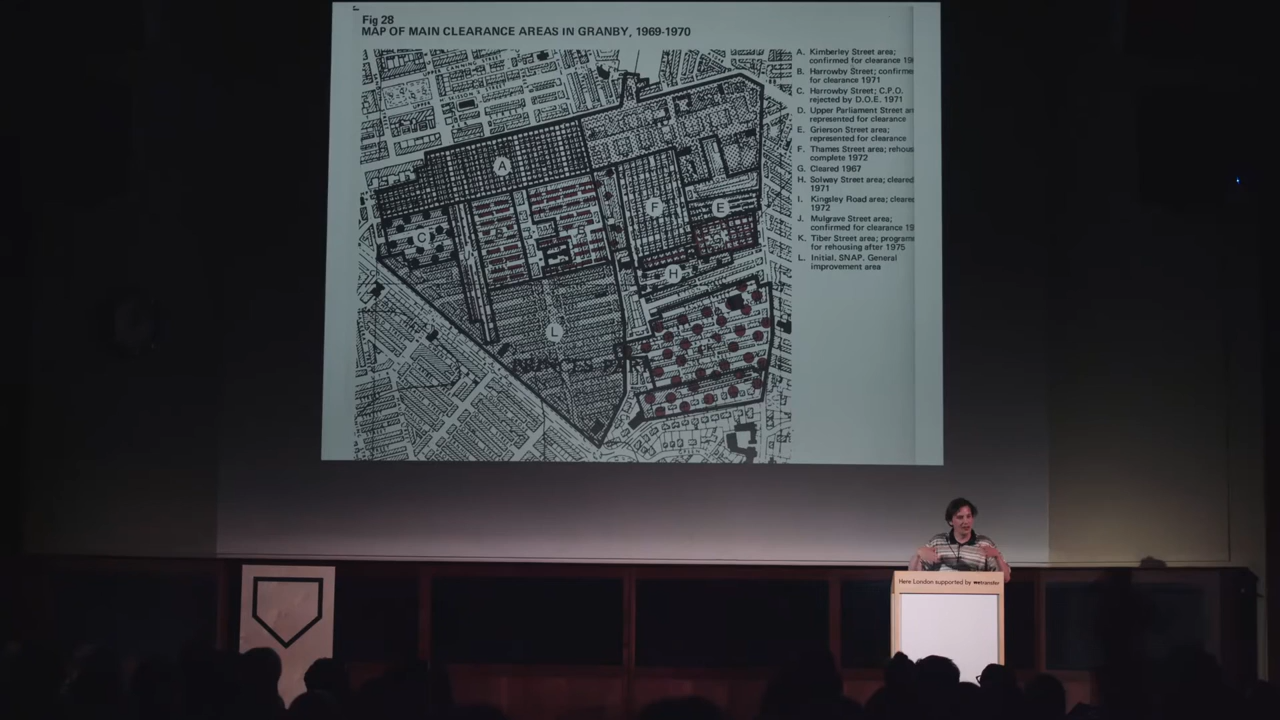 Fig 28
MAP OF MAIN CLEARANCE AREAS IN GRANBY, 1969-1970
A. Kimberley Street area;
confirmed for clearance
B. Harrowby Street;
for clearance 1971
C. Harrowby Street; C.P.O.
rejected by D.O.E. 1971
D. Upper Parliament Street
represented for clearance
E. Grierson Street area;
represented for clearance
F. Thames Street area;
complete 1972
G. Cleared 1967
H. Solway Street area; cleared
1971
I. Kingsley Road area;
1972
J. Mulgrave Street area;
confirmed for clearance
K. Tiber Street area;
for rehousing after 1975
L. Initial. SNAP. General
improvement area
A
C
F
E
H
L
PRINCES PARK
Here London supported by wetransfer